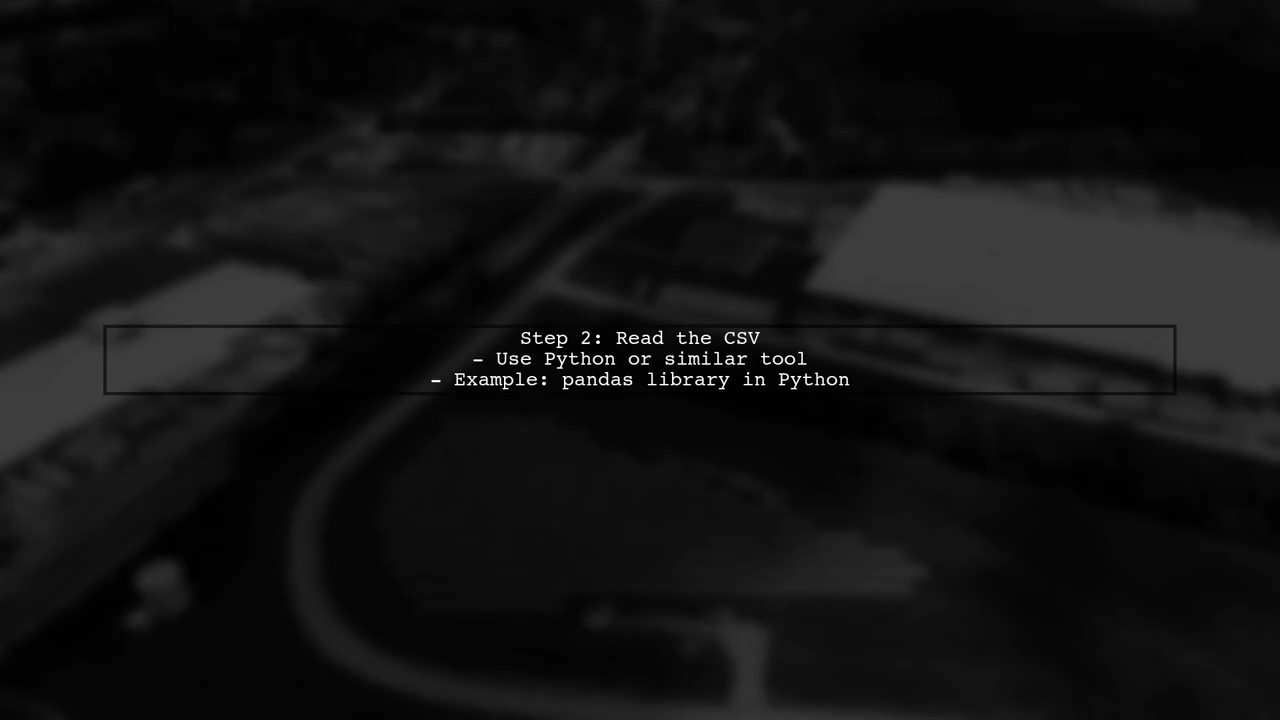 Step 2: Read the CSV
- Use Python or similar tool
- Example: pandas library in Python